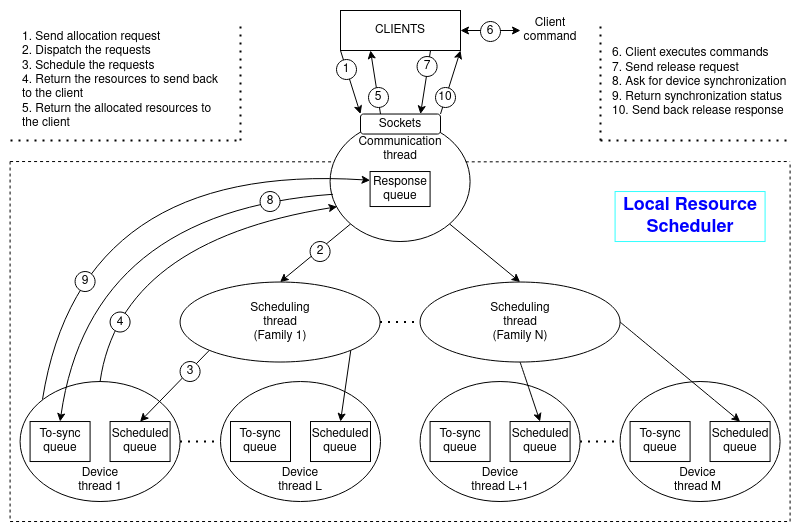 CLIENTS
6
Client
command
1. Send allocation request
2. Dispatch the requests
3. Schedule the requests
4. Return the resources to send back
to the client
5. Return the allocated resources to
the client
6. Client executes commands
7. Send release request
8. Ask for device synchronization
9. Return synchronization status
10. Send back release response
1
5
7
10
Sockets
Communication
thread
Response
queue
Local Resource
Scheduler
8
2
9
4
3
Scheduling
thread
(Family 1)
Scheduling
thread
(Family N)
To-sync
queue
Scheduled
queue
Device
thread 1
To-sync
queue
Scheduled
queue
Device
thread L
To-sync
queue
Scheduled
queue
Device
thread L+1
To-sync
queue
Scheduled
queue
Device
thread M